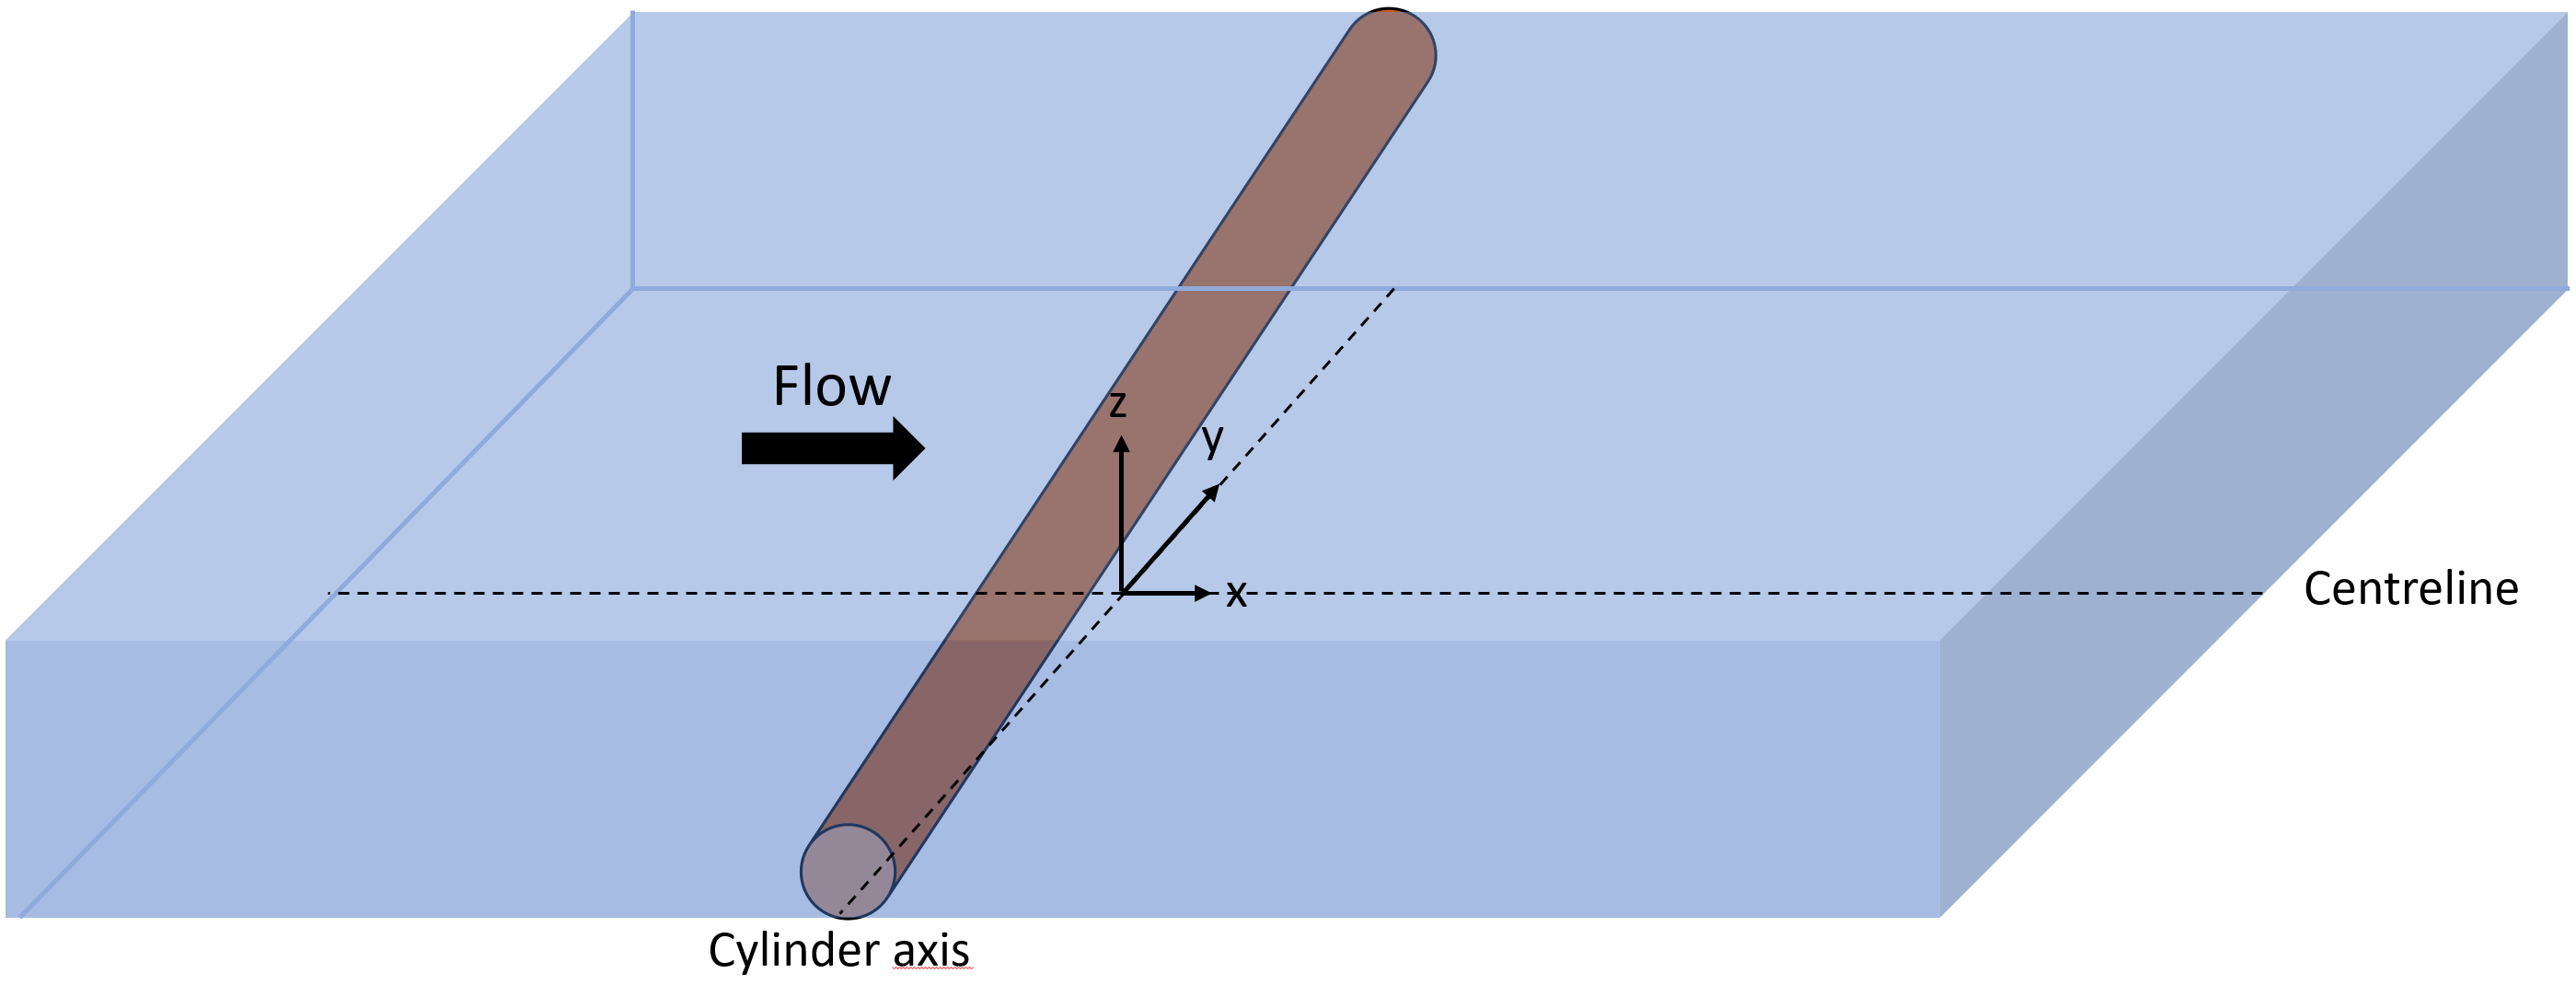 Flow
z
y
x
Centreline
Cylinder axis